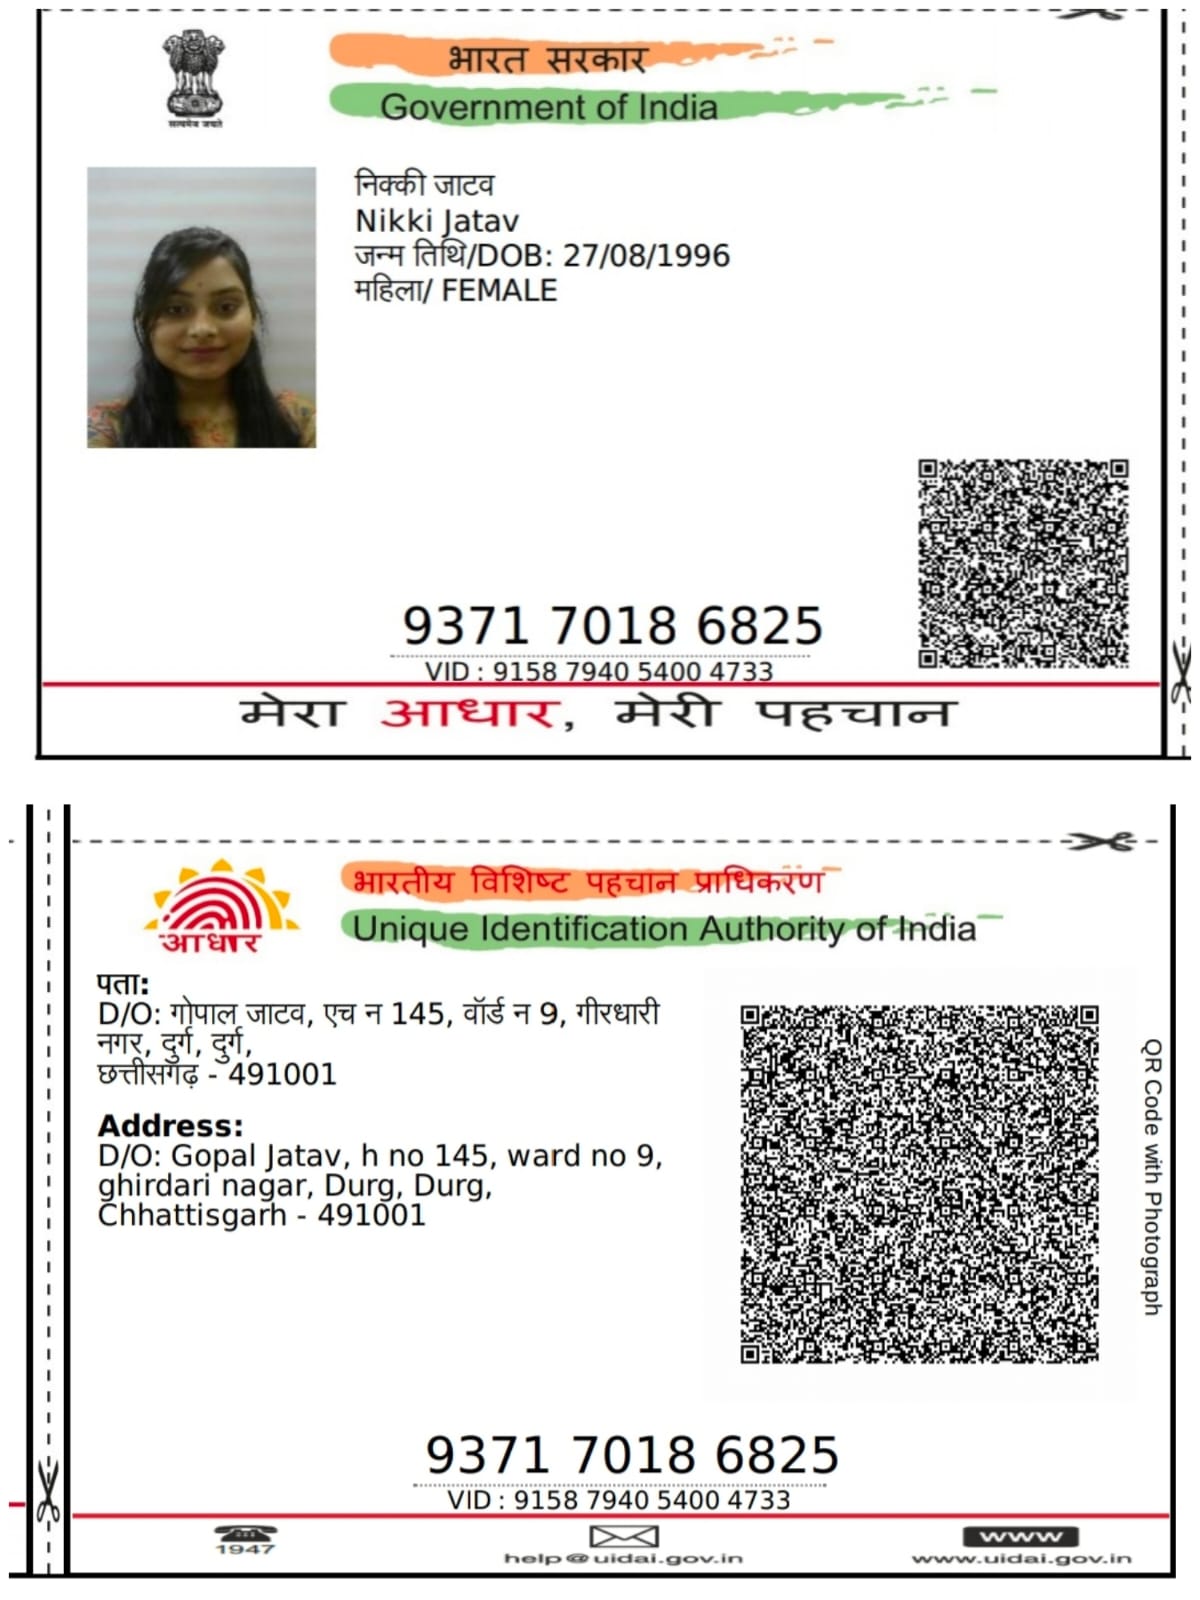 भारत सरकार
Government of India
सत्यमेव जयते
निक्की जाटव
Nikki Jatav
जन्म तिथि/DOB: 27/08/1996
महिला/ FEMALE
9371 7018 6825
VID : 9158 7940 5400 4733
मेरा आधार, मेरी पहचान
भारतीय विशिष्ट पहचान प्राधिकरण
Unique Identification Authority of India
आधार
पता:
D/O: गोपाल जाटव, एच न 145, वॉर्ड न 9, गीरधारी
नगर, दुर्ग, दुर्ग,
छत्तीसगढ़ - 491001
Address:
D/O: Gopal Jatav, h no 145, ward no 9,
ghirdari nagar, Durg, Durg,
Chhattisgarh - 491001
QR Code with Photograph
9371 7018 6825
VID : 9158 7940 5400 4733
1947
help@uidai.gov.in
www
www.uidai.gov.in